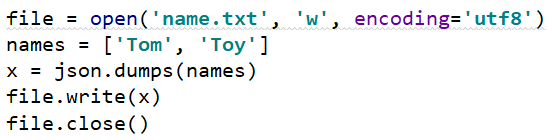 file = open('name.txt', 'w', encoding='utf8')
names = ['Tom', 'Toy']
x = json.dumps(names)
file.write(x)
file.close()